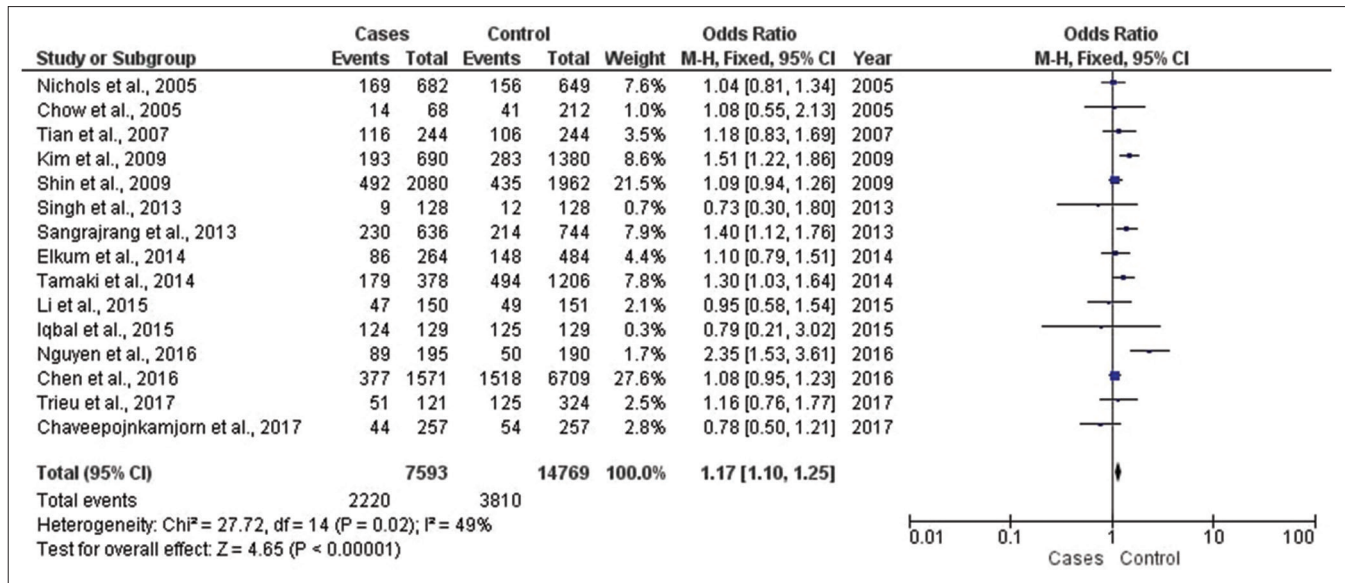 Cases Control Odds Ratio Odds Ratio
Study or Subgroup Events Total Events Total Weight M-H, Fixed, 95% CI Year M-H, Fixed, 95% CI
Nichols et al., 2005 169 682 156 649 7.6% 1.04 [0.81, 1.34] 2005
Chow et al., 2005 14 68 41 212 1.0% 1.08 [0.55, 2.13] 2005
Tian et al., 2007 116 244 106 244 3.5% 1.18 [0.83, 1.69] 2007
Kim et al., 2009 193 690 283 1380 8.6% 1.51 [1.22, 1.86] 2009
Shin et al., 2009 492 2080 435 1962 21.5% 1.09 [0.94, 1.26] 2009
Singh et al., 2013 9 128 12 128 0.7% 0.73 [0.30, 1.80] 2013
Sangrajrang et al., 2013 230 636 214 744 7.9% 1.40 [1.12, 1.76] 2013
Elkum et al., 2014 86 264 148 484 4.4% 1.10 [0.79, 1.51] 2014
Tamaki et al., 2014 179 378 494 1206 7.8% 1.30 [1.03, 1.64] 2014
Li et al., 2015 47 150 49 151 2.1% 0.95 [0.58, 1.54] 2015
Iqbal et al., 2015 124 129 125 129 0.3% 0.79 [0.21, 3.02] 2015
Nguyen et al., 2016 89 195 50 190 1.7% 2.35 [1.53, 3.61] 2016
Chen et al., 2016 377 1571 1518 6709 27.6% 1.08 [0.95, 1.23] 2016
Trieu et al., 2017 51 121 125 324 2.5% 1.16 [0.76, 1.77] 2017
Chaveepojnkamjorn et al., 2017 44 257 54 257 2.8% 0.78 [0.50, 1.21] 2017
Total (95% CI) 7593 14769 100.0% 1.17 [1.10, 1.25]
Total events 2220 3810
Heterogeneity: Chi² = 27.72, df = 14 (P = 0.02); I² = 49%
Test for overall effect: Z = 4.65 (P < 0.00001)
0.01 0.1 1 10 100
Cases Control